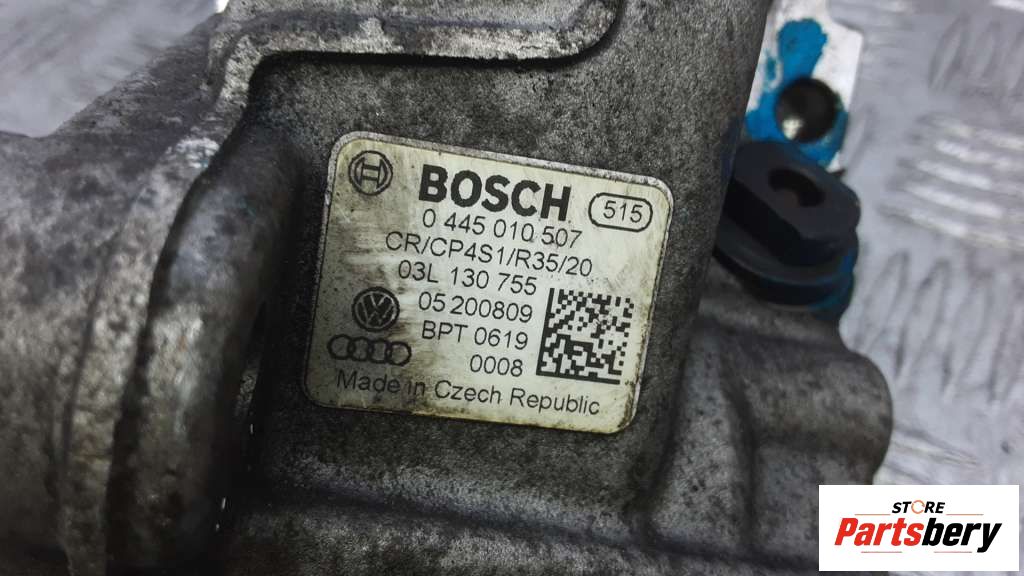 BOSCH 515
0 445 010 507
CR/CP4S1/R35/20
03L 130 755
05 200809
BPT 0619
0008
Made in Czech Republic
STORE
Partsbery